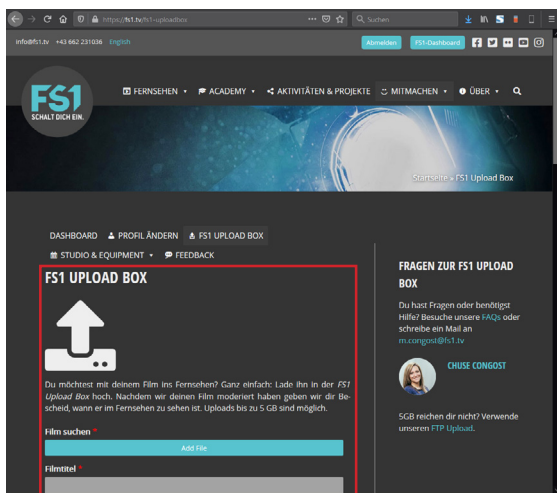 https://fs1.tv/fs1-uploadbox
Suchen
info@fs1.tv +43 662 231036 English
Abmelden FS1-Dashboard
FS1
SCHALT DICH EIN.
FERNSEHEN ACADEMY AKTIVITÄTEN & PROJEKTE MITMACHEN ÜBER
Startseite » FS1 Upload Box
DASHBOARD PROFIL ÄNDERN FS1 UPLOAD BOX
STUDIO & EQUIPMENT FEEDBACK
FS1 UPLOAD BOX
Du möchtest mit deinem Film ins Fernsehen? Ganz einfach: Lade ihn in der FS1
Upload Box hoch. Nachdem wir deinen Film moderiert haben geben wir dir Be-
scheid, wann er im Fernsehen zu sehen ist. Uploads bis zu 5 GB sind möglich.
Film suchen *
Add File
Filmtitel *
FRAGEN ZUR FS1 UPLOAD
BOX
Du hast Fragen oder benötigst
Hilfe? Besuche unsere FAQs oder
schreibe ein Mail an
m.congost@fs1.tv
CHUSE CONGOST
5GB reichen dir nicht? Verwende
unseren FTP Upload.